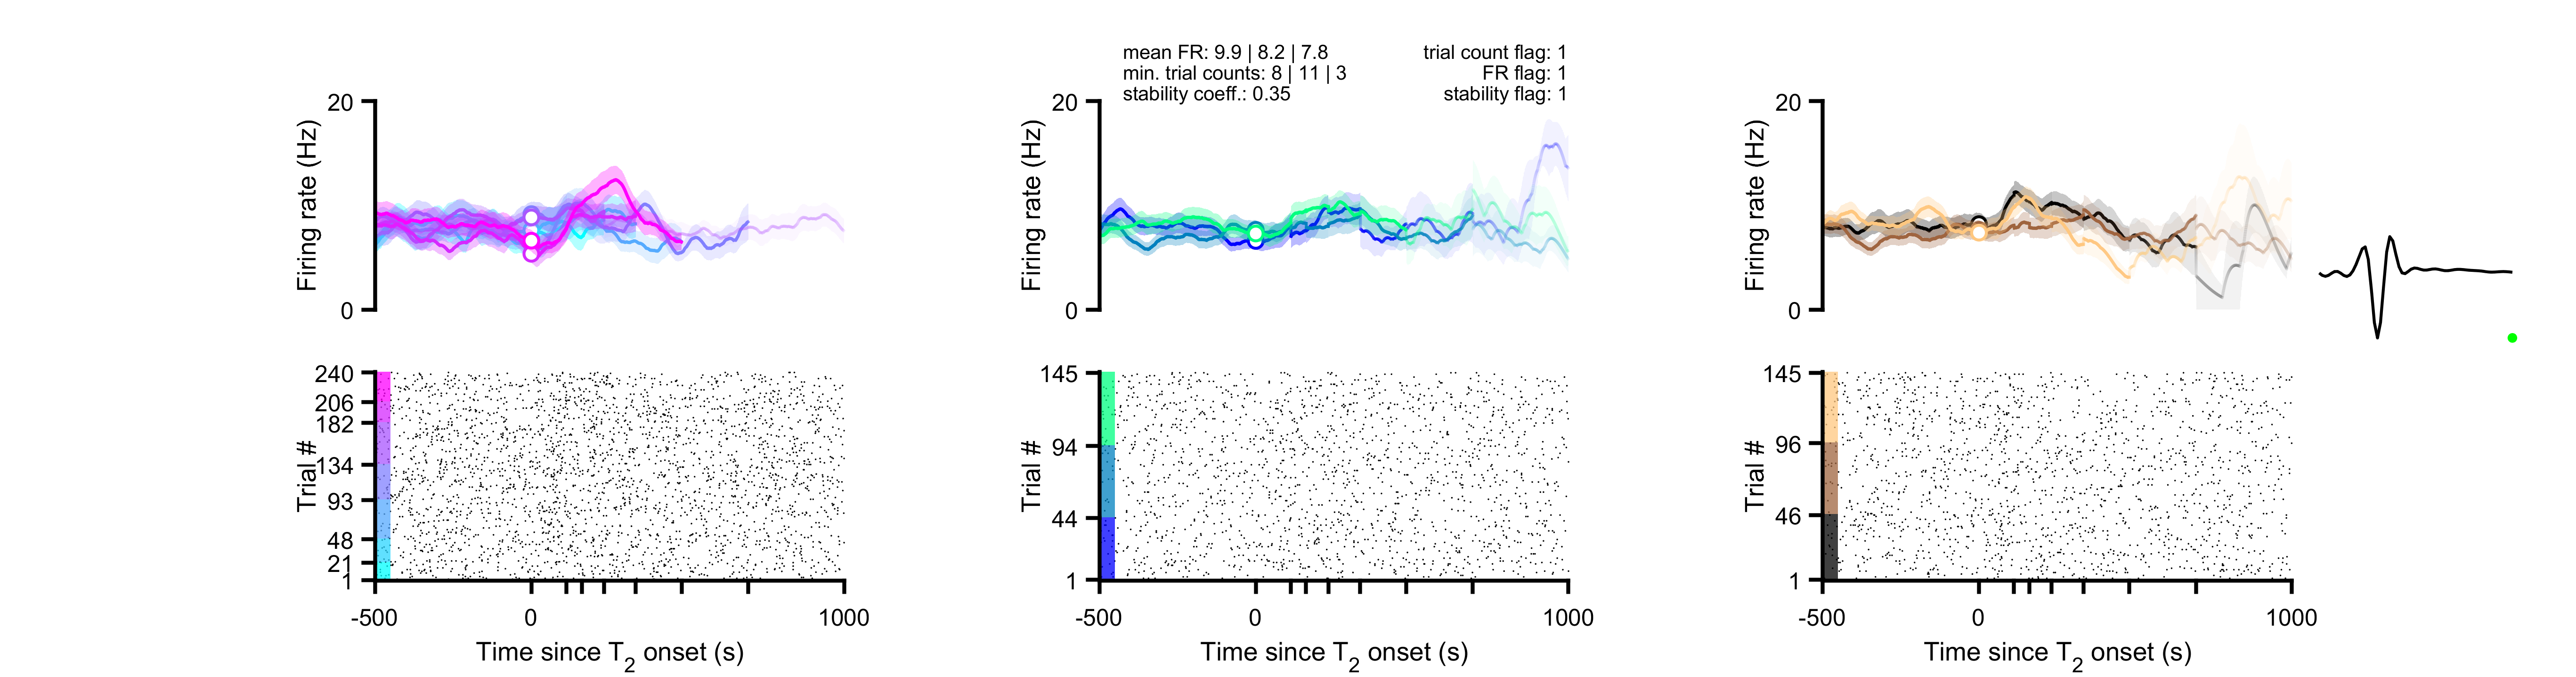 mean FR: 9.9 | 8.2 | 7.8
min. trial counts: 8 | 11 | 3
stability coeff.: 0.35
trial count flag: 1
FR flag: 1
stability flag: 1
20
0
Firing rate (Hz)
20
0
Firing rate (Hz)
20
0
Firing rate (Hz)
240
206
182
134
93
48
21
1
Trial #
-500
0
1000
Time since T2 onset (s)
145
94
44
1
Trial #
-500
0
1000
Time since T2 onset (s)
145
96
46
1
Trial #
-500
0
1000
Time since T2 onset (s)